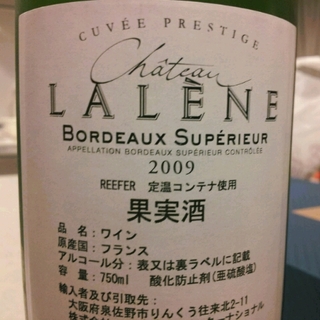 CUVÉE PRESTIGE
Château
LALÈNE
BORDEAUX SUPÉRIEUR
APPELLATION BORDEAUX SUPÉRIEUR CONTRÔLÉE
2009
REEFER 定温コンテナ使用
果実酒
品名：ワイン
原産国：フランス
アルコール分：表又は裏ラベルに記載
容量：750ml 酸化防止剤(亜硫酸塩)
輸入者及び引取先：
大阪府泉佐野市りんくう往来北2-11